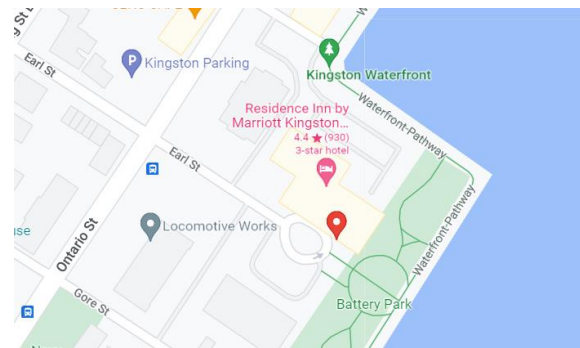 Earl St
P
Kingston Parking
Kingston Waterfront
Waterfront-Pathway
Residence Inn by
Marriott Kingston...
4.4 ★ (930)
3-star hotel
Earl St
Locomotive Works
use
Ontario St
Waterfront-Pathway
Gore St
Battery Park